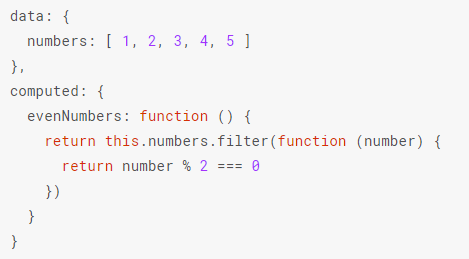 data: {
  numbers: [ 1, 2, 3, 4, 5 ]
},
computed: {
  evenNumbers: function () {
    return this.numbers.filter(function (number) {
      return number % 2 === 0
    })
  }
}